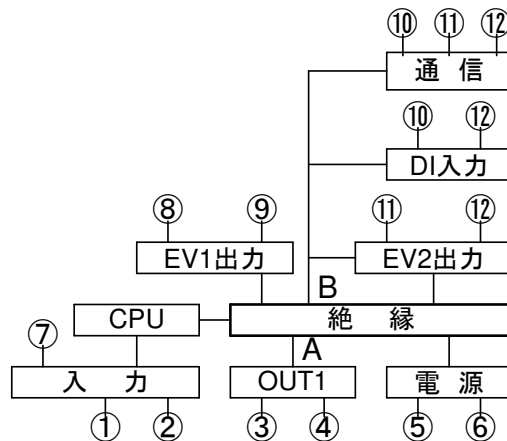 ⑩ ⑪ ⑫
通 信
⑩ ⑫
DI入力
⑧ ⑨ ⑪ ⑫
EV1出力 EV2出力
B
CPU 絶 縁
⑦ A
入 力 OUT1 電 源
① ② ③ ④ ⑤ ⑥